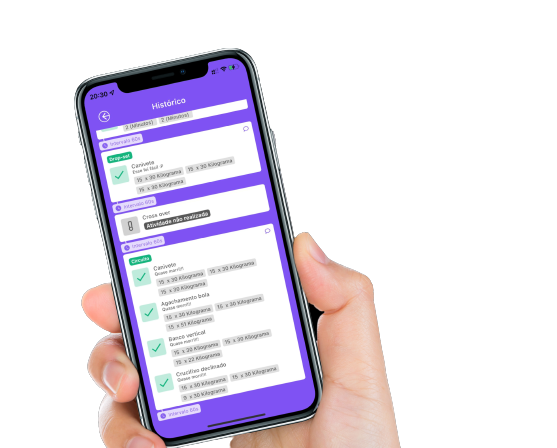 20:30
Histórico
2 (Minutos) 2 (Minutos)
Intervalo 60s
Drop-set
Canivete
Esse foi fácil :P
15 x 30 Kilograma 15 x 30 Kilograma
15 x 30 Kilograma
Intervalo 60s
Cross over
Atividade não realizada
Intervalo 60s
Circuito
Canivete
Quase morri!!!
15 x 30 Kilograma 15 x 30 Kilograma
15 x 30 Kilograma
Agachamento bola
Quase morri!!!
15 x 30 Kilograma 15 x 30 Kilograma
15 x 51 Kilograma
Banco vertical
Quase morri!!!
15 x 30 Kilograma 15 x 30 Kilograma
15 x 22 Kilograma
Crucifixo declinado
Quase morri!!!
15 x 30 Kilograma 15 x 30 Kilograma
9 x 30 Kilograma
Intervalo 60s